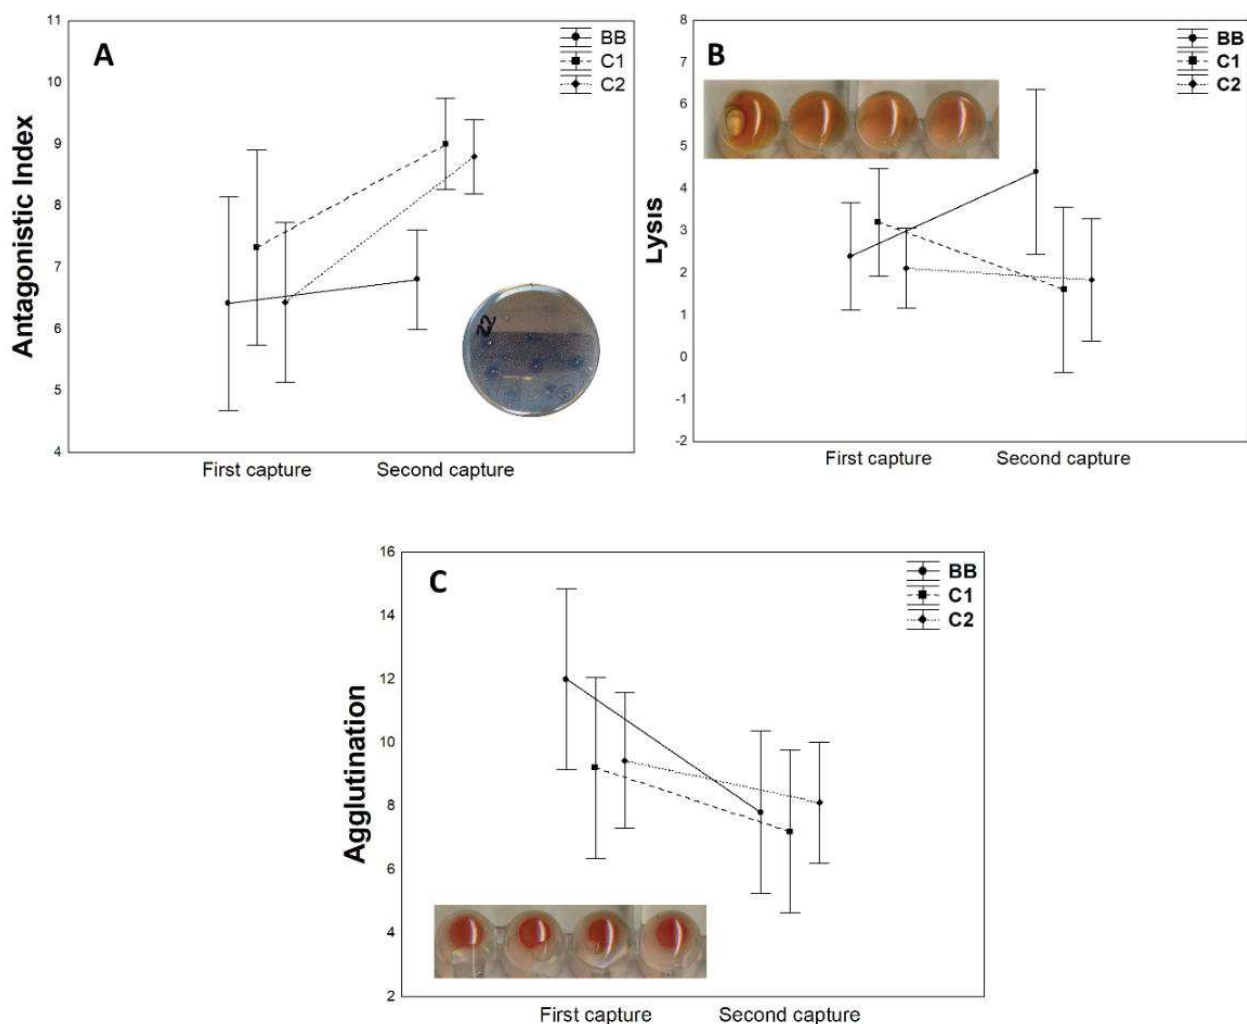 A
Antagonistic Index
11
10
9
8
7
6
5
4
BB
C1
C2
22
First capture
Second capture
B
Lysis
8
7
6
5
4
3
2
1
0
-1
-2
BB
C1
C2
First capture
Second capture
C
Agglutination
16
14
12
10
8
6
4
2
BB
C1
C2
First capture
Second capture